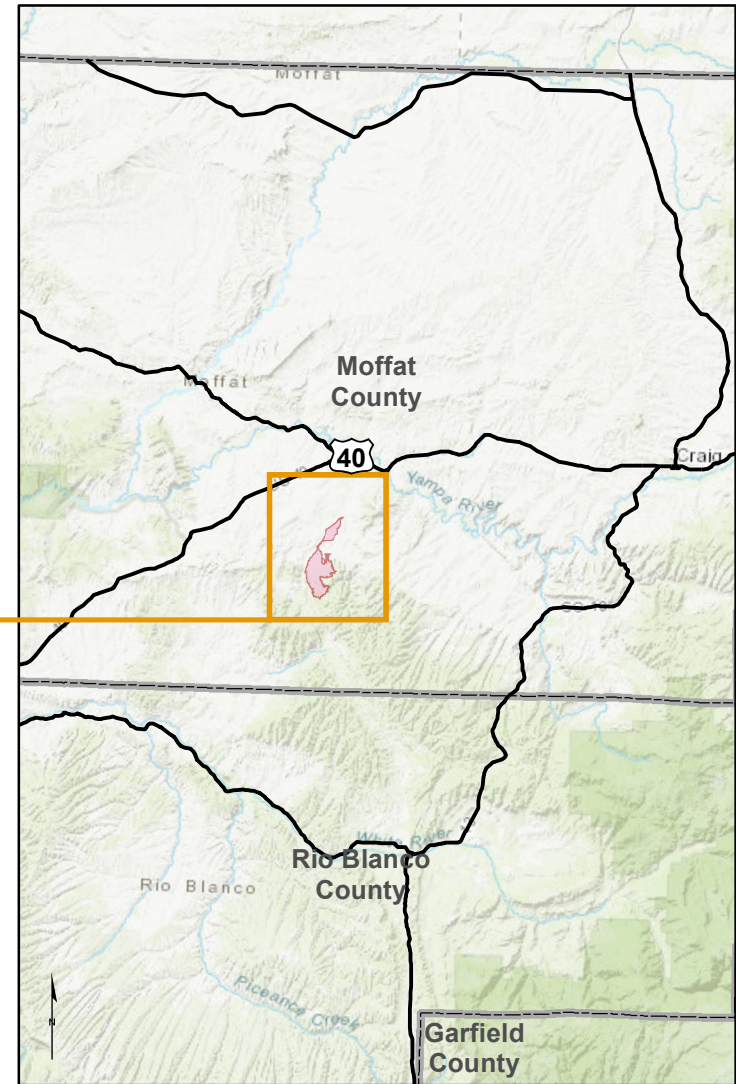 Moffat
Moffat
County
Moffat
40
Craig
Yampa River
White River
Rio Blanco
County
Rio Blanco
Piceance Creek
N
Garfield
County